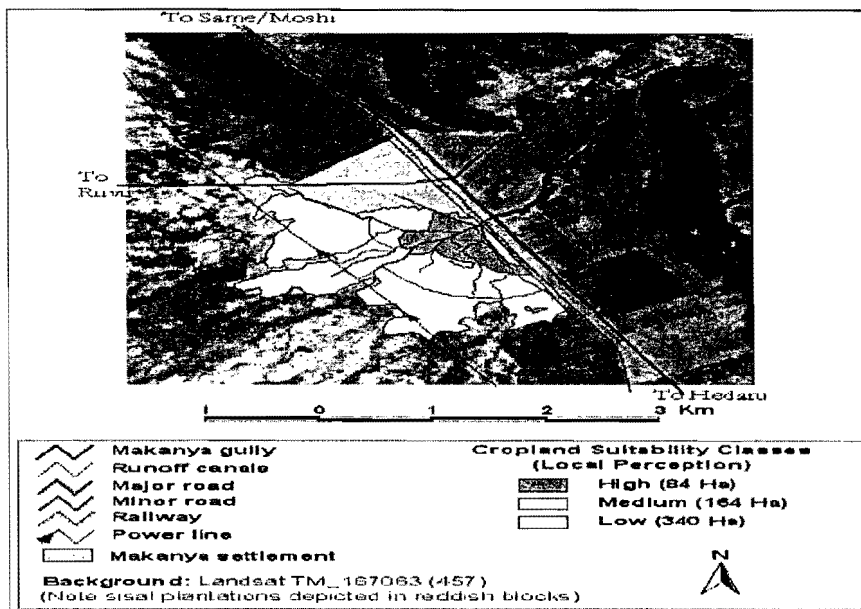 To Same/Moshi
To
Ruvu
To Hedaru
1 0 1 2 3 Km
Makanya gully
Runoff canals
Major road
Minor road
Railway
Power line
Makanya settlement
Cropland Suitability Classes
(Local Perception)
High (84 Ha)
Medium (164 Ha)
Low (340 Ha)
N
Background: Landsat TM_167063 (457)
(Note sisal plantations depicted in reddish blocks)